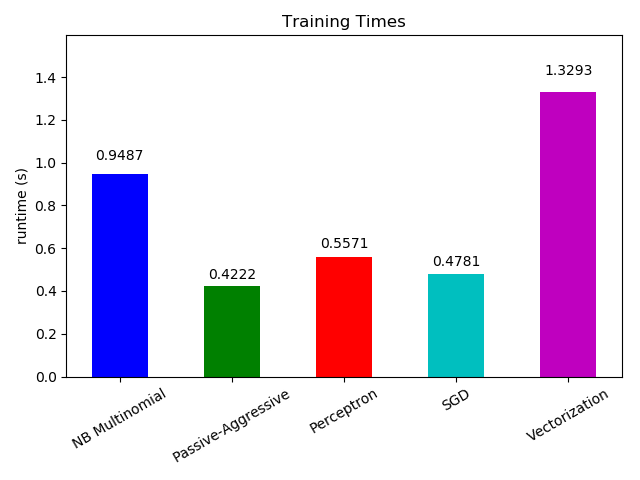 Training Times
runtime (s)
1.4
1.2
1.0
0.8
0.6
0.4
0.2
0.0
0.9487
0.4222
0.5571
0.4781
1.3293
NB Multinomial
Passive-Aggressive
Perceptron
SGD
Vectorization